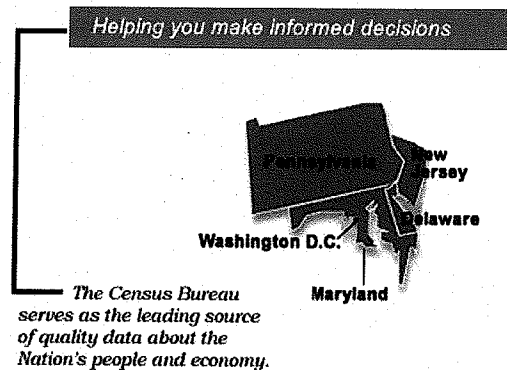 Helping you make informed decisions
Pennsylvania
New
Jersey
Delaware
Washington D.C.
Maryland
The Census Bureau
serves as the leading source
of quality data about the
Nation's people and economy.